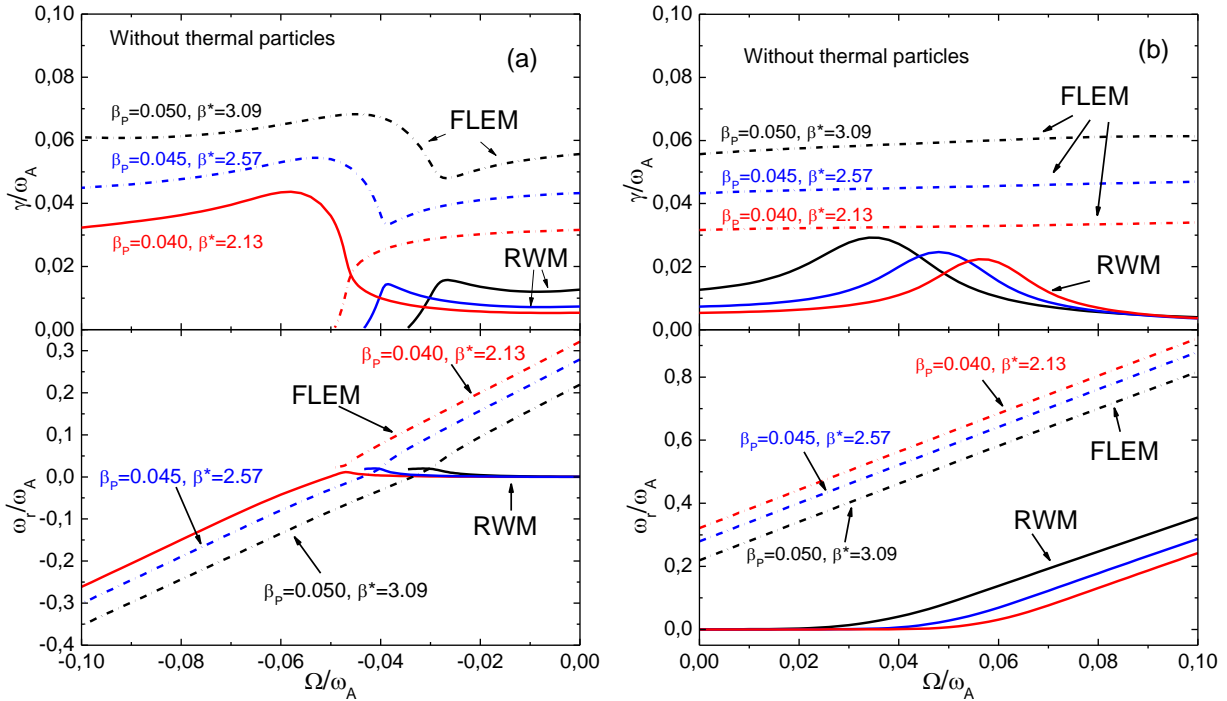 Without thermal particles
(a)
β_P=0.050, β*=3.09
FLEM
β_P=0.045, β*=2.57
β_P=0.040, β*=2.13
RWM
γ/ω_A
0,10
0,08
0,06
0,04
0,02
0,00
β_P=0.040, β*=2.13
FLEM
β_P=0.045, β*=2.57
RWM
β_P=0.050, β*=3.09
ω_r/ω_A
0,3
0,2
0,1
0,0
-0,1
-0,2
-0,3
-0,4
-0,10 -0,08 -0,06 -0,04 -0,02 0,00
Ω/ω_A
(b)
Without thermal particles
FLEM
β_P=0.050, β*=3.09
β_P=0.045, β*=2.57
β_P=0.040, β*=2.13
RWM
γ/ω_A
0,10
0,08
0,06
0,04
0,02
0,00
β_P=0.040, β*=2.13
β_P=0.045, β*=2.57
FLEM
β_P=0.050, β*=3.09
RWM
ω_r/ω_A
0,8
0,6
0,4
0,2
0,0
0,00 0,02 0,04 0,06 0,08 0,10
Ω/ω_A